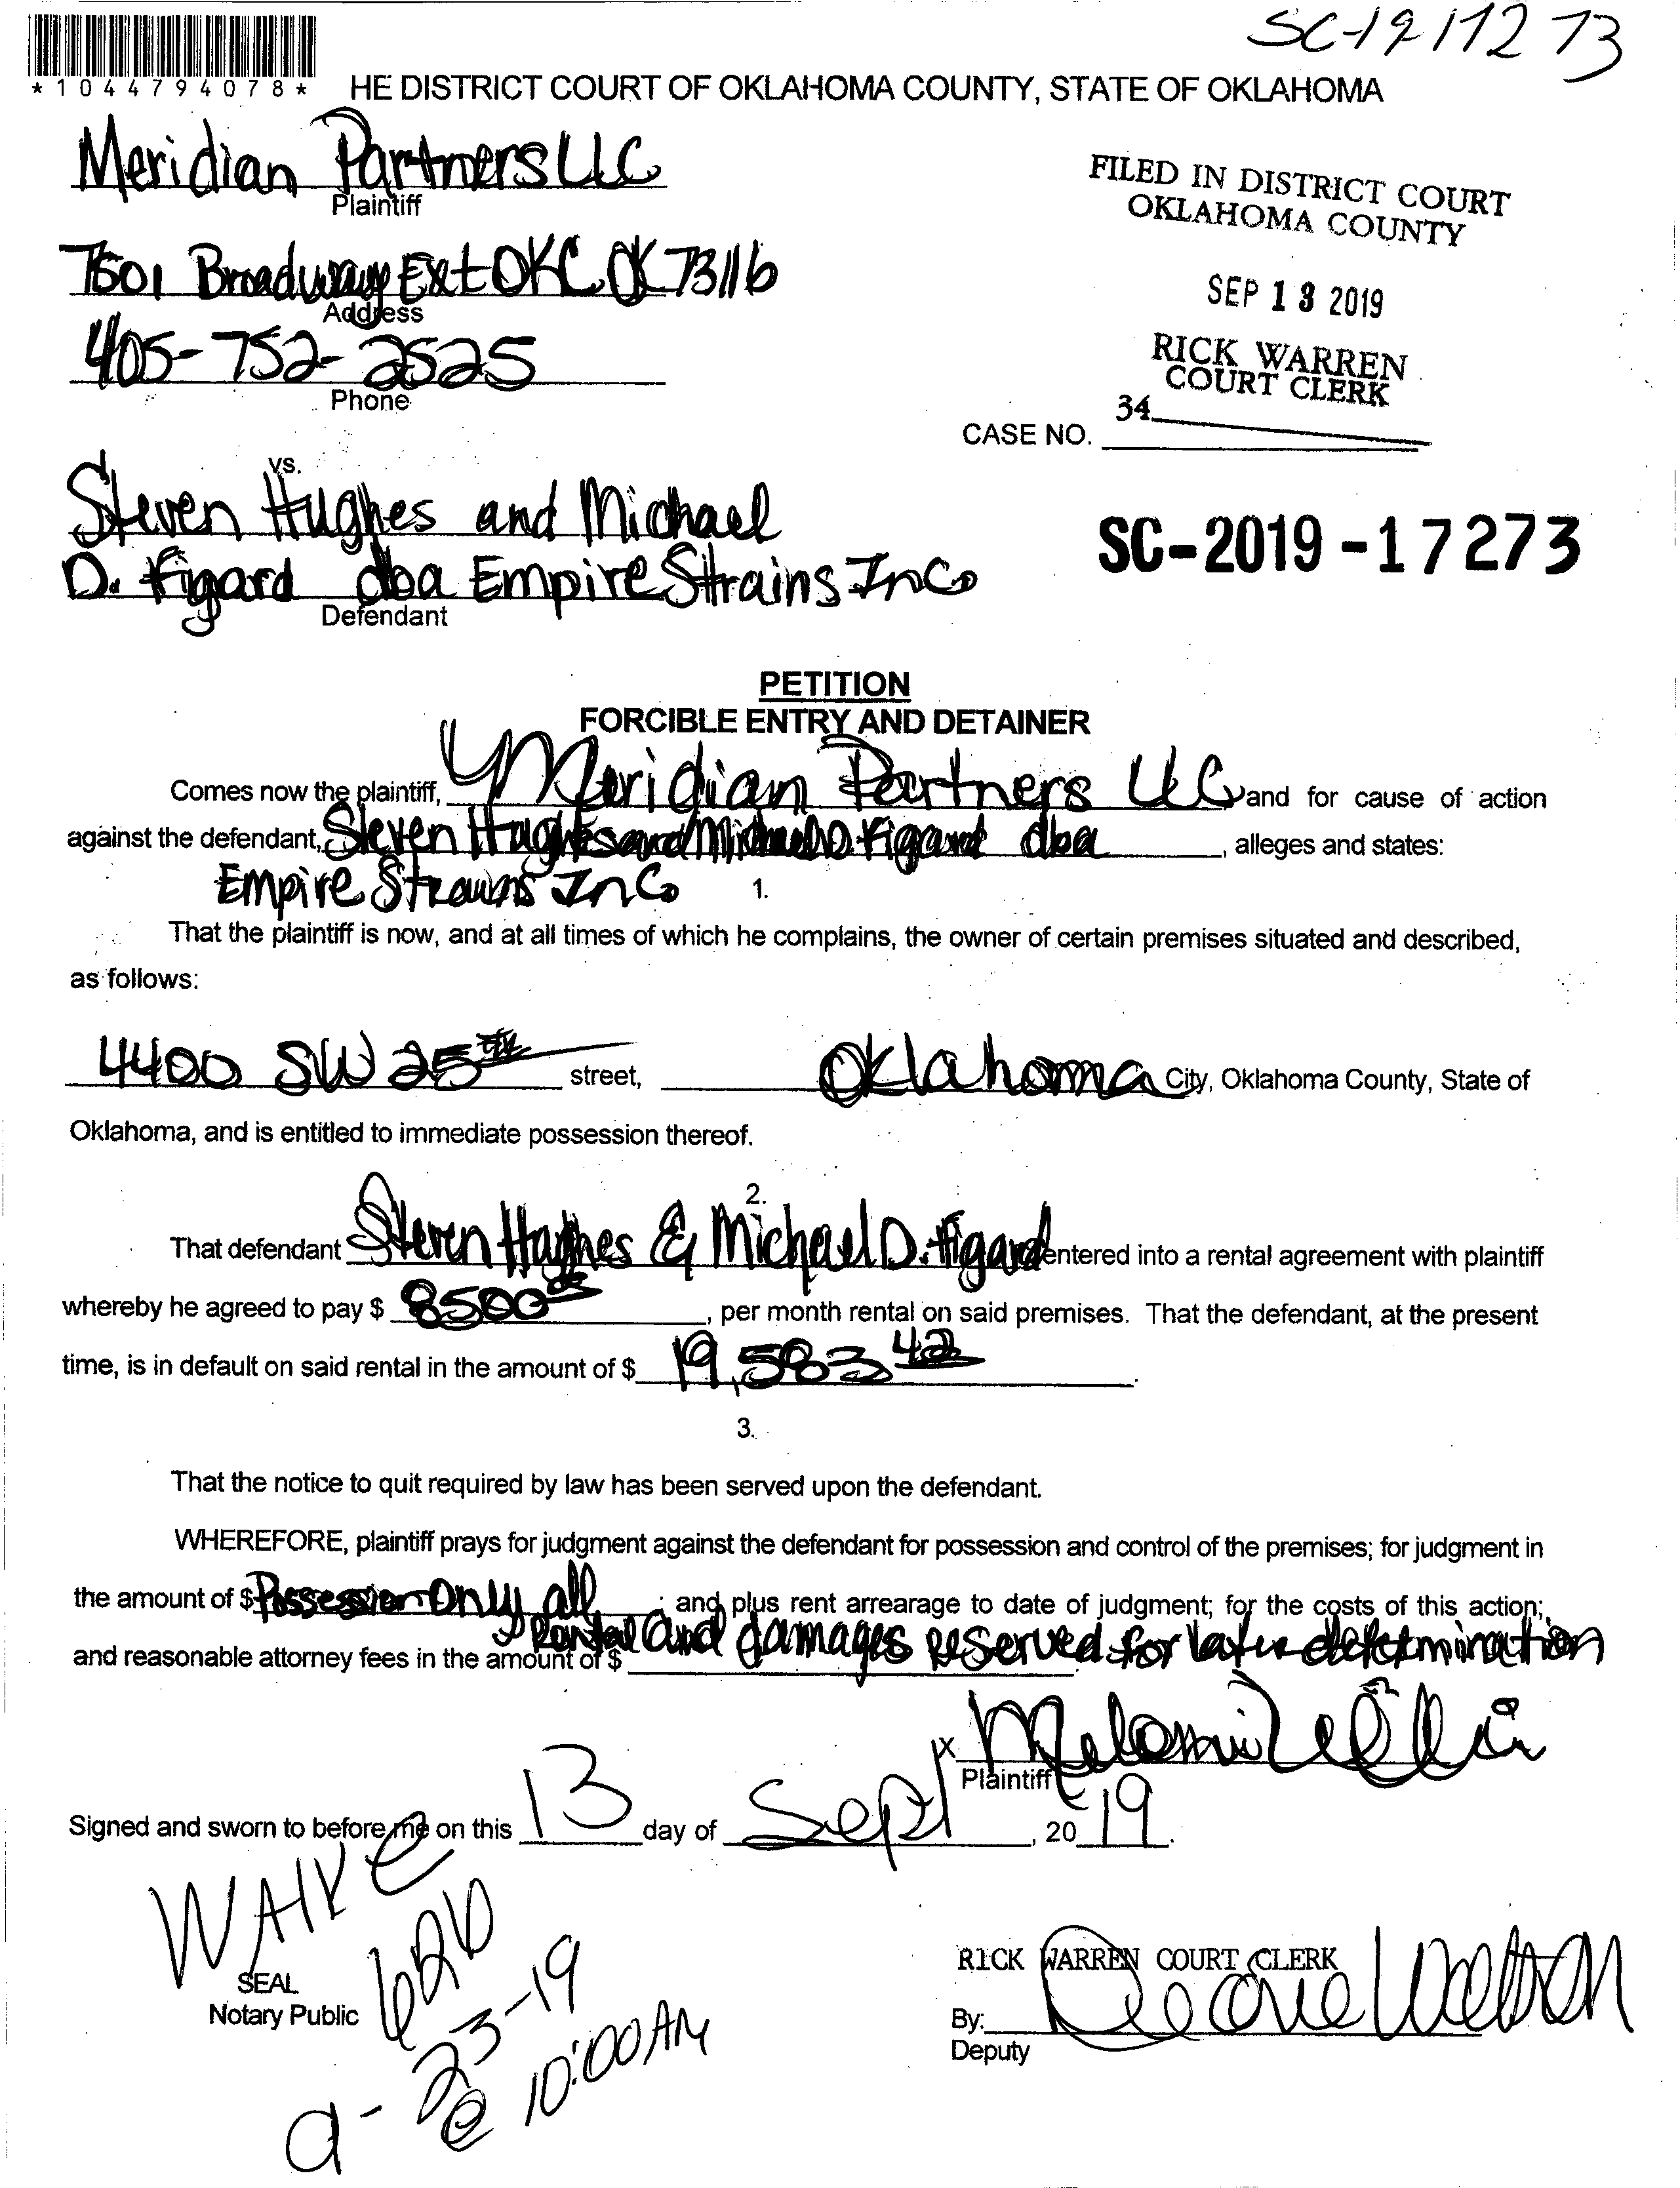 SC-19 17273
*1044794078*
HE DISTRICT COURT OF OKLAHOMA COUNTY, STATE OF OKLAHOMA
Meridian Partners LLC
Plaintiff
7501 Broadway Ext OKC OK 73116
Address
405-752-2525
Phone
FILED IN DISTRICT COURT
OKLAHOMA COUNTY
SEP 13 2019
RICK WARREN
COURT CLERK
34
CASE NO.
vs.
Steven Hughes and Michael
D. Figard dba Empire Strains Inc
Defendant
SC-2019-17273
PETITION
FORCIBLE ENTRY AND DETAINER
Comes now the plaintiff, Meridian Partners LLC and for cause of action
against the defendant, Steven Hughes and Michael D Figard dba, alleges and states:
Empire Strains Inc
1.
That the plaintiff is now, and at all times of which he complains, the owner of certain premises situated and described,
as follows:
4400 SW 25th street, Oklahoma City, Oklahoma County, State of
Oklahoma, and is entitled to immediate possession thereof.
2.
That defendant Steven Hughes & Michael D. Figard entered into a rental agreement with plaintiff
whereby he agreed to pay $ 8500 00, per month rental on said premises. That the defendant, at the present
time, is in default on said rental in the amount of $ 19,583 42.
3.
That the notice to quit required by law has been served upon the defendant.
WHEREFORE, plaintiff prays for judgment against the defendant for possession and control of the premises; for judgment in
the amount of $ Possession Only all; and plus rent arrearage to date of judgment; for the costs of this action;
Rental and damages reserved for later determination
and reasonable attorney fees in the amount of $
x
Plaintiff
Signed and sworn to before me on this 13 day of Sept, 2019.
WAIVE
626
SEAL
Notary Public
9-23-19
@ 10:00 AM
RICK WARREN COURT CLERK
By:
Deputy